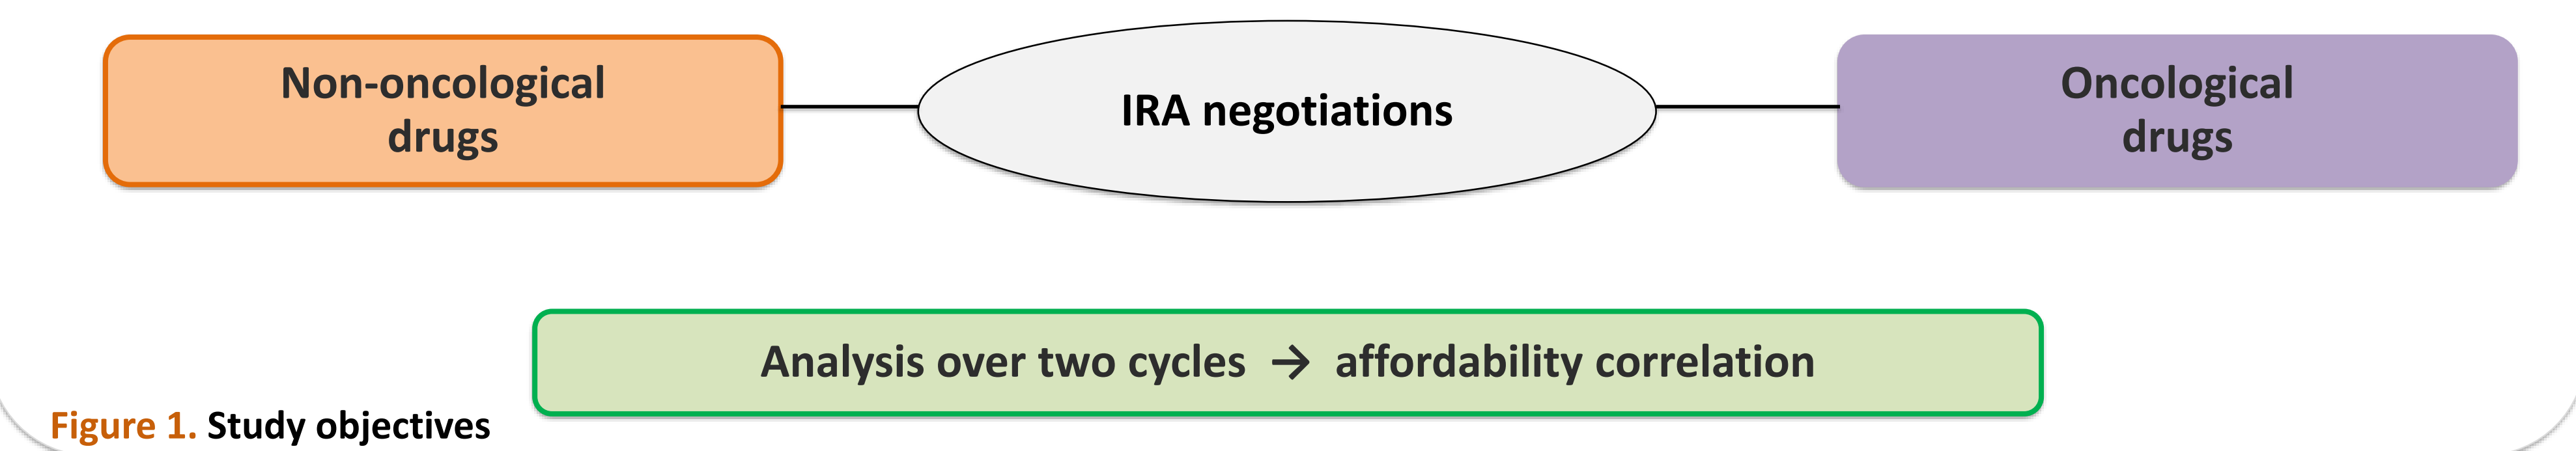 Non-oncological
drugs
IRA negotiations
Oncological
drugs
Analysis over two cycles → affordability correlation
Figure 1. Study objectives